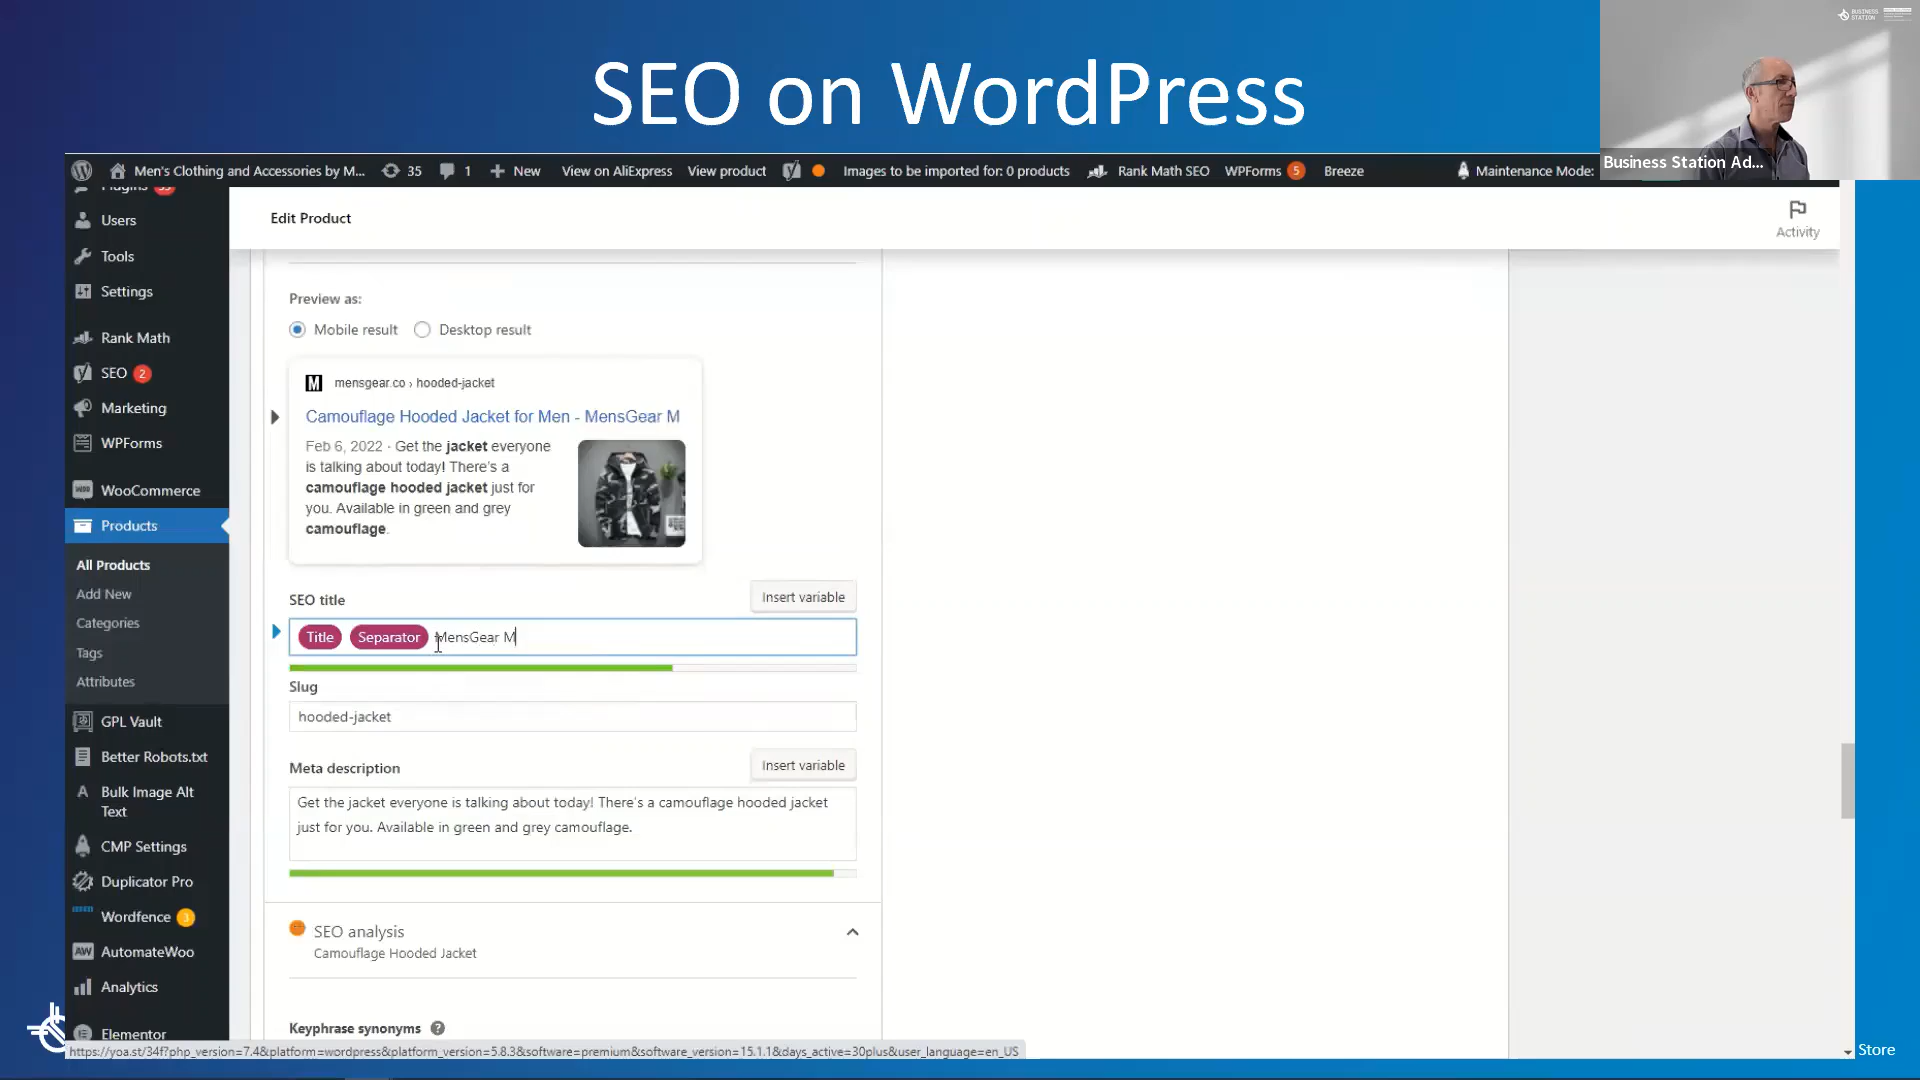 SEO on WordPress
BUSINESS
STATION
Business Station Ad...
Men's Clothing and Accessories by M... 35 1 New View on AliExpress View product Images to be imported for: 0 products Rank Math SEO WPForms 5 Breeze Maintenance Mode:
Plugins
Users
Tools
Settings
Rank Math
SEO 2
Marketing
WPForms
WooCommerce
Products
All Products
Add New
Categories
Tags
Attributes
GPL Vault
Better Robots.txt
Bulk Image Alt
Text
CMP Settings
Duplicator Pro
Wordfence 3
AutomateWoo
Analytics
Elementor
Edit Product
Activity
Preview as:
Mobile result Desktop result
M mensgear.co › hooded-jacket
Camouflage Hooded Jacket for Men - MensGear M
Feb 6, 2022 · Get the jacket everyone
is talking about today! There's a
camouflage hooded jacket just for
you. Available in green and grey
camouflage.
SEO title Insert variable
Title Separator MensGear M
Slug
hooded-jacket
Meta description Insert variable
Get the jacket everyone is talking about today! There's a camouflage hooded jacket
just for you. Available in green and grey camouflage.
SEO analysis
Camouflage Hooded Jacket
Keyphrase synonyms ?
https://yoa.st/34f?php_version=7.4&platform=wordpress&platform_version=5.8.3&software=premium&software_version=15.1.1&days_active=30plus&user_language=en_US
Store